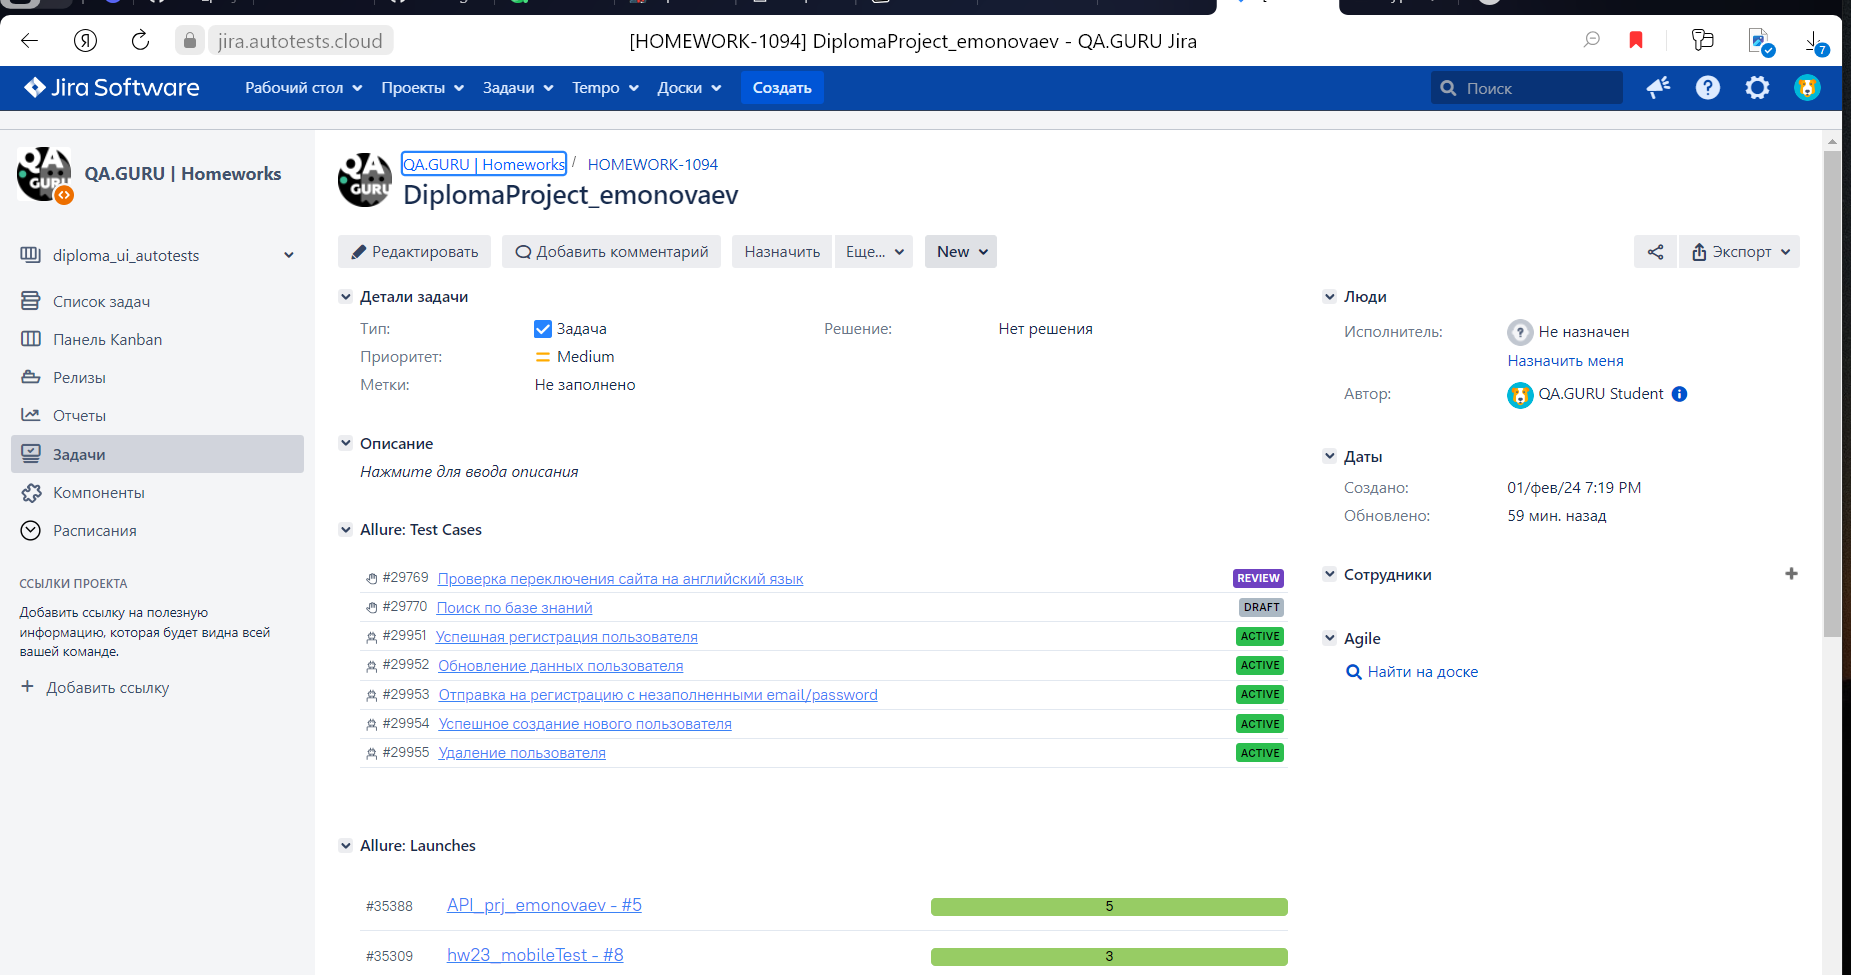 jira.autotests.cloud
[HOMEWORK-1094] DiplomaProject_emonovaev - QA.GURU Jira
7
Jira Software
Рабочий стол
Проекты
Задачи
Tempo
Доски
Создать
Поиск
QA GURU
QA.GURU | Homeworks
diploma_ui_autotests
Список задач
Панель Kanban
Релизы
Отчеты
Задачи
Компоненты
Расписания
ССЫЛКИ ПРОЕКТА
Добавить ссылку на полезную
информацию, которая будет видна всей
вашей команде.
+ Добавить ссылку
QA GURU
QA.GURU | Homeworks / HOMEWORK-1094
DiplomaProject_emonovaev
Редактировать
Добавить комментарий
Назначить
Еще...
New
Экспорт
Детали задачи
Тип: Задача
Решение: Нет решения
Приоритет: Medium
Метки: Не заполнено
Описание
Нажмите для ввода описания
Allure: Test Cases
#29769 Проверка переключения сайта на английский язык REVIEW
#29770 Поиск по базе знаний DRAFT
#29951 Успешная регистрация пользователя ACTIVE
#29952 Обновление данных пользователя ACTIVE
#29953 Отправка на регистрацию с незаполненными email/password ACTIVE
#29954 Успешное создание нового пользователя ACTIVE
#29955 Удаление пользователя ACTIVE
Allure: Launches
#35388 API_prj_emonovaev - #5 5
#35309 hw23_mobileTest - #8 3
Люди
Исполнитель: Не назначен
Назначить меня
Автор: QA.GURU Student
Даты
Создано: 01/фев/24 7:19 PM
Обновлено: 59 мин. назад
Сотрудники
Agile
Найти на доске